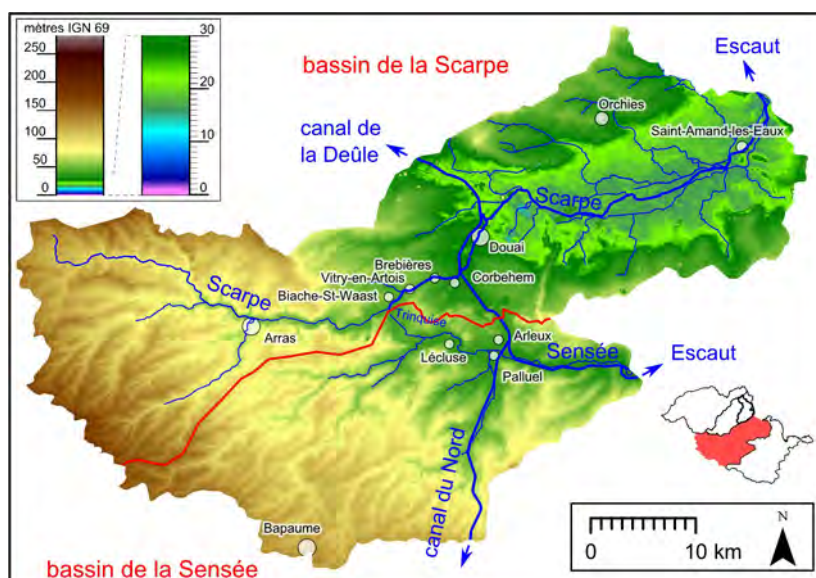 mètres IGN 69
250
200
150
100
50
0
30
20
10
0
bassin de la Scarpe
Escaut
Orchies
canal de
la Deûle
Saint-Amand-les-Eaux
Scarpe
Douai
Brebières
Vitry-en-Artois
Corbehem
Biache-St-Waast
Scarpe
Trinquise
Arras
Arleux
Lécluse
Sensée
Escaut
Palluel
canal du Nord
Bapaume
bassin de la Sensée
N
0 10 km